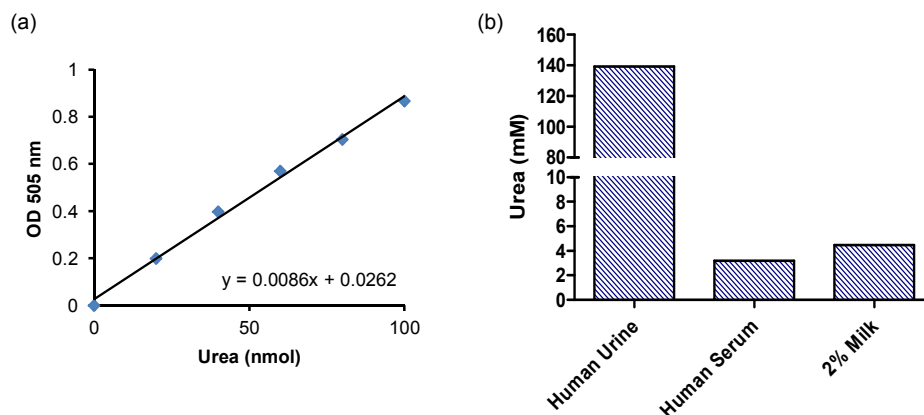 (a)
OD 505 nm
1
0.8
0.6
0.4
0.2
0
y = 0.0086x + 0.0262
0
50
100
Urea (nmol)
(b)
Urea (mM)
160
140
120
100
80
10
8
6
4
2
0
Human Urine
Human Serum
2% Milk